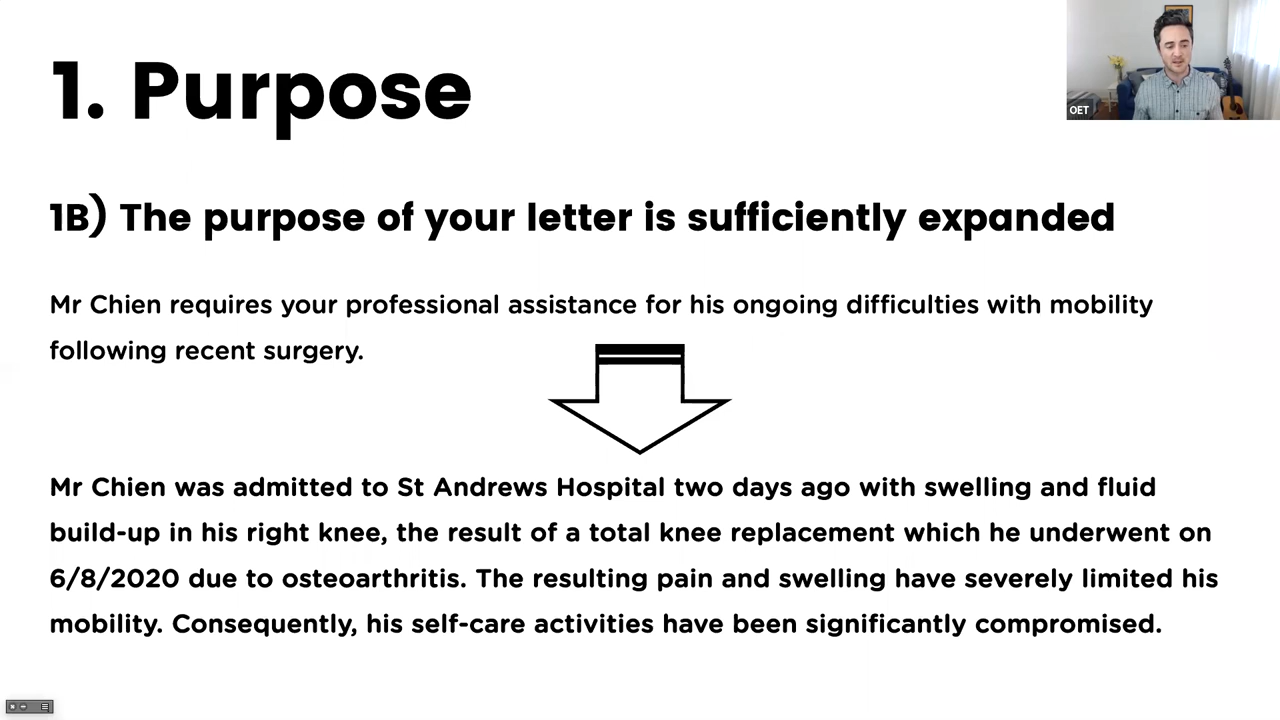 1. Purpose
OET
1B) The purpose of your letter is sufficiently expanded
Mr Chien requires your professional assistance for his ongoing difficulties with mobility
following recent surgery.
Mr Chien was admitted to St Andrews Hospital two days ago with swelling and fluid
build-up in his right knee, the result of a total knee replacement which he underwent on
6/8/2020 due to osteoarthritis. The resulting pain and swelling have severely limited his
mobility. Consequently, his self-care activities have been significantly compromised.